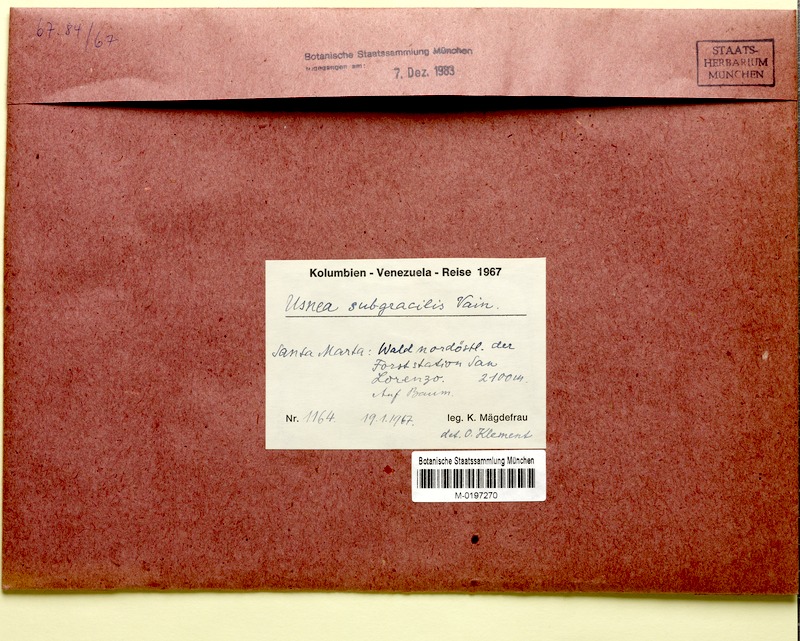 67.84/67
Botanische Staatssammlung München
eingegangen am:
7. Dez. 1983
STAATS-
HERBARIUM
MÜNCHEN
Kolumbien - Venezuela - Reise 1967
Usnea subgracilis Vain.
Santa Marta: Wald nordöstl. der
Forststation San
Lorenzo. 2100 m.
Auf Baum.
Nr. 1164 19.1.1967. leg. K. Mägdefrau
det. O. Klement
Botanische Staatssammlung München
M-0197270